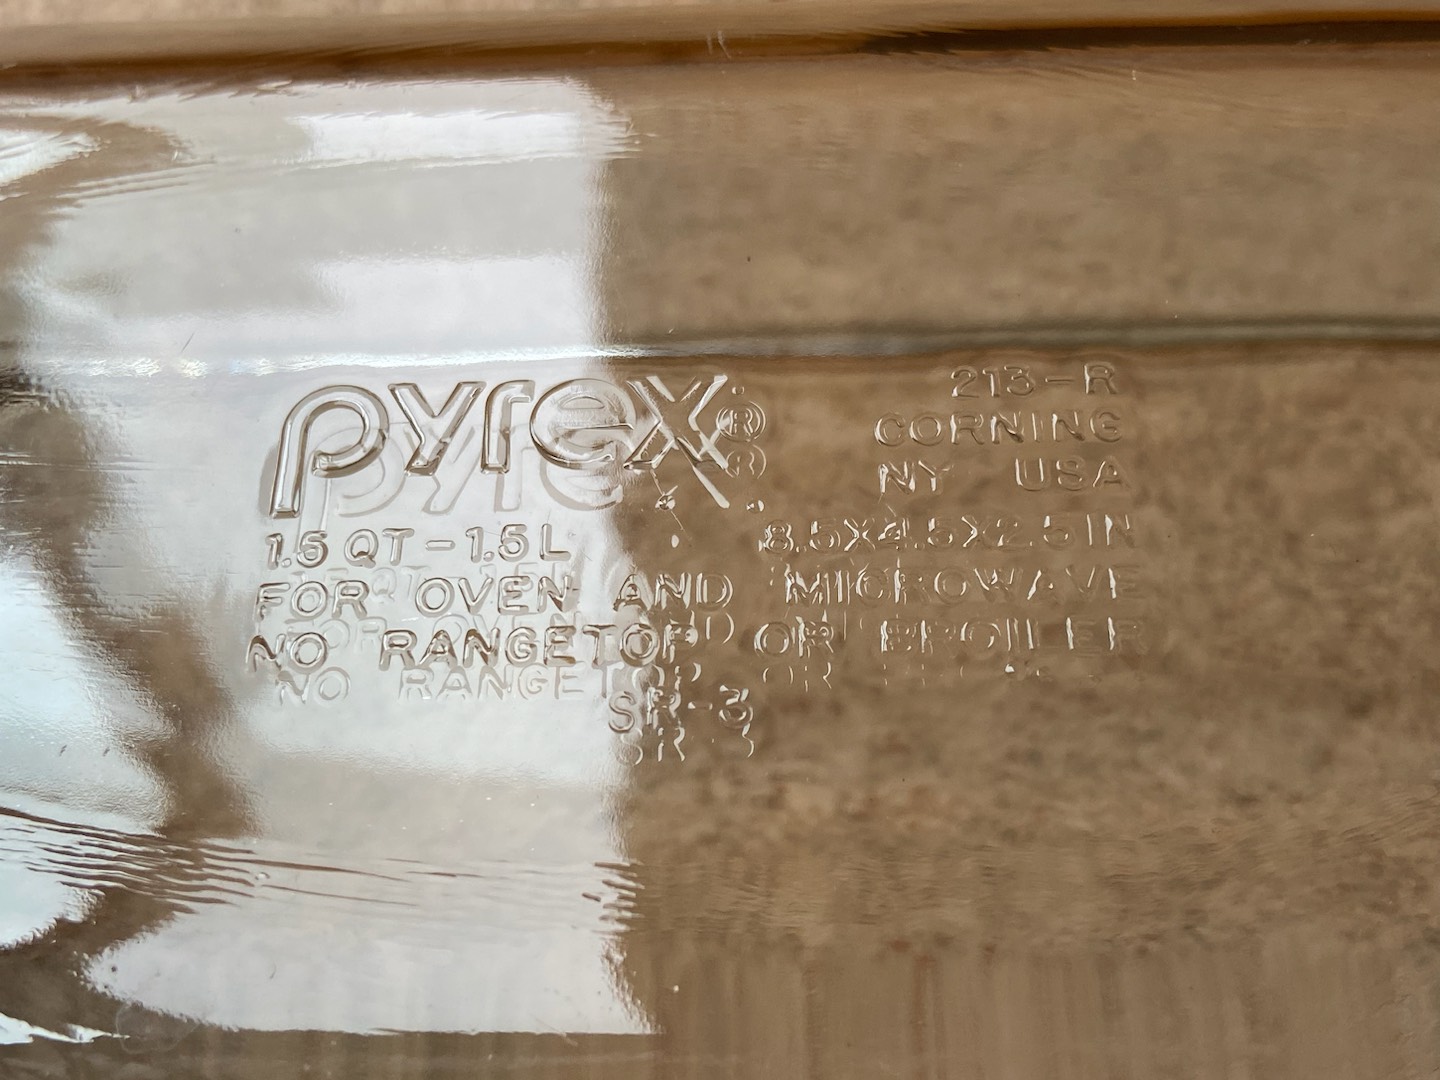 pyrex® 213-R
CORNING
NY USA
1.5 QT - 1.5 L 8.5X4.5X2.5 IN
FOR OVEN AND MICROWAVE
NO RANGETOP OR BROILER
SR-3